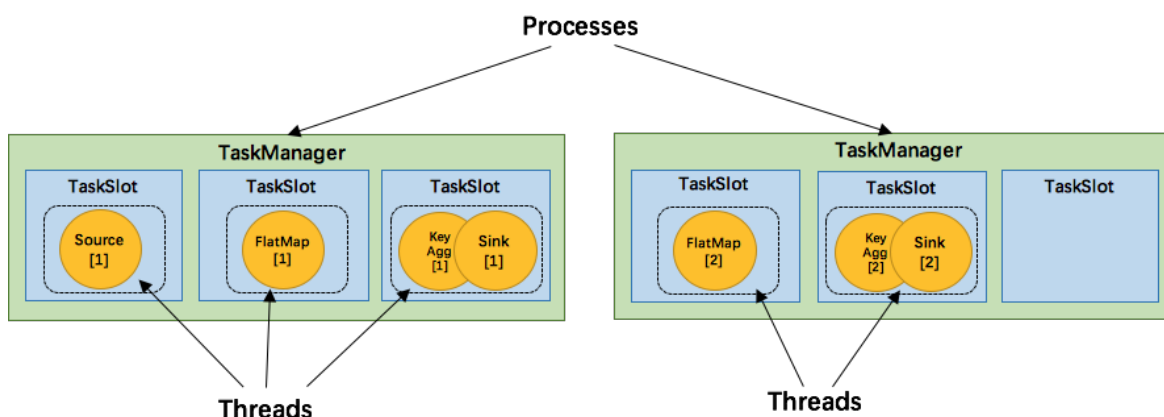 Processes
TaskManager
TaskSlot
Source
[1]
TaskSlot
FlatMap
[1]
TaskSlot
Key
Agg
[1]
Sink
[1]
TaskManager
TaskSlot
FlatMap
[2]
TaskSlot
Key
Agg
[2]
Sink
[2]
TaskSlot
Threads
Threads